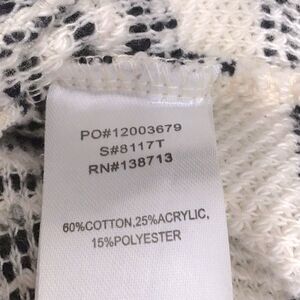 PO#12003679
S#8117T
RN#138713
60%COTTON,25%ACRYLIC,
15%POLYESTER